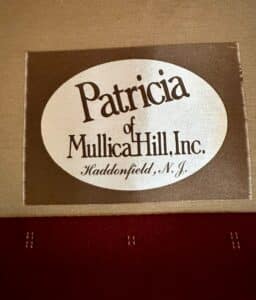 Patricia
of
Mullica Hill, Inc.
Haddonfield, N. J.